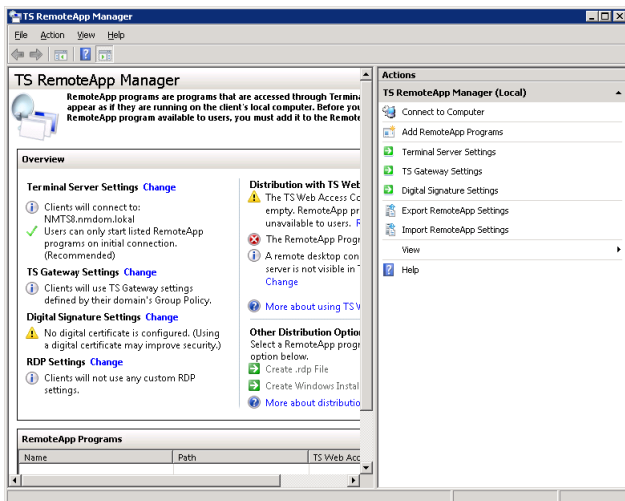 TS RemoteApp Manager
File Action View Help
TS RemoteApp Manager
RemoteApp programs are programs that are accessed through Termina
appear as if they are running on the client's local computer. Before you
RemoteApp program available to users, you must add it to the Remote
Overview
Terminal Server Settings Change
Clients will connect to:
NMTS8.nmdom.lokal
Users can only start listed RemoteApp
programs on initial connection.
(Recommended)
TS Gateway Settings Change
Clients will use TS Gateway settings
defined by their domain's Group Policy.
Digital Signature Settings Change
No digital certificate is configured. (Using
a digital certificate may improve security.)
RDP Settings Change
Clients will not use any custom RDP
settings.
Distribution with TS Web
The TS Web Access Co
empty. RemoteApp pr
unavailable to users.
The RemoteApp Progr
A remote desktop con
server is not visible in
Change
More about using TS
Other Distribution Option
Select a RemoteApp progr
option below.
Create .rdp File
Create Windows Instal
More about distributio
RemoteApp Programs
Name Path TS Web Acc
Actions
TS RemoteApp Manager (Local)
Connect to Computer
Add RemoteApp Programs
Terminal Server Settings
TS Gateway Settings
Digital Signature Settings
Export RemoteApp Settings
Import RemoteApp Settings
View
Help